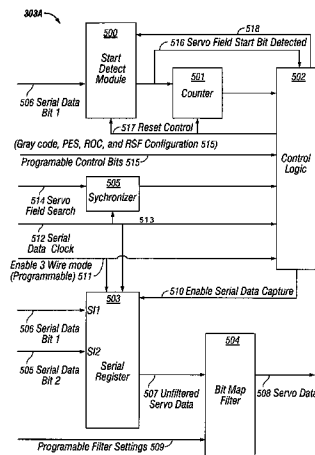 303A
500
Start
Detect
Module
518
516 Servo Field Start Bit Detected
501
Counter
502
Control
Logic
506 Serial Data
Bit 1
517 Reset Control
(Gray code, PES, ROC, and RSF Configuration 515)
Programable Control Bits 515
505
Sychronizer
514 Servo
Field Search
513
512 Serial
Data Clock
Enable 3 Wire mode
(Programable) 511
510 Enable Serial Data Capture
503
Serial
Register
SI1
506 Serial Data
Bit 1
SI2
505 Serial Data
Bit 2
507 Unfiltered
Servo Data
504
Bit Map
Filter
508 Servo Data
Programable Filter Settings 509